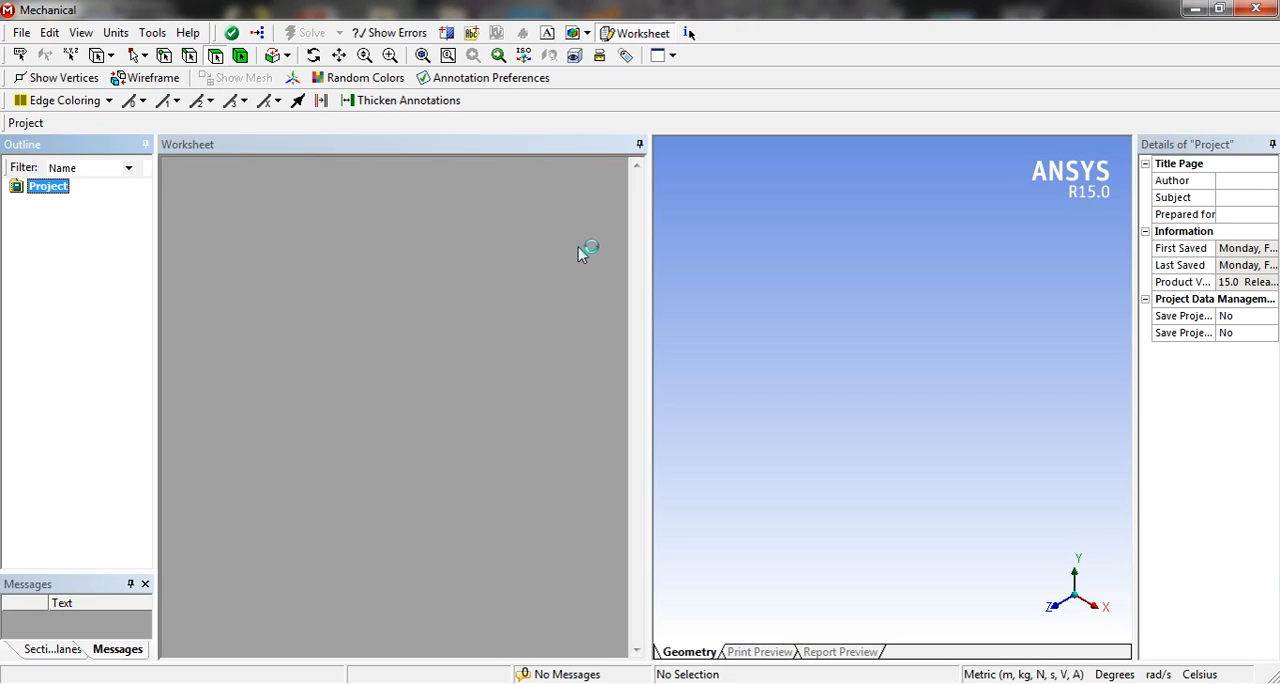 Mechanical
File Edit View Units Tools Help Solve ?/ Show Errors Worksheet
Show Vertices Wireframe Show Mesh Random Colors Annotation Preferences
Edge Coloring Thicken Annotations
Project
Outline
Filter: Name
Project
Messages
Text
Secti...lanes Messages
Worksheet
ANSYS
R15.0
Y
Z X
Geometry Print Preview Report Preview
Details of "Project"
Title Page
Author
Subject
Prepared for
Information
First Saved Monday, F...
Last Saved Monday, F...
Product V... 15.0 Relea...
Project Data Managem...
Save Proje... No
Save Proje... No
0 No Messages No Selection Metric (m, kg, N, s, V, A) Degrees rad/s Celsius